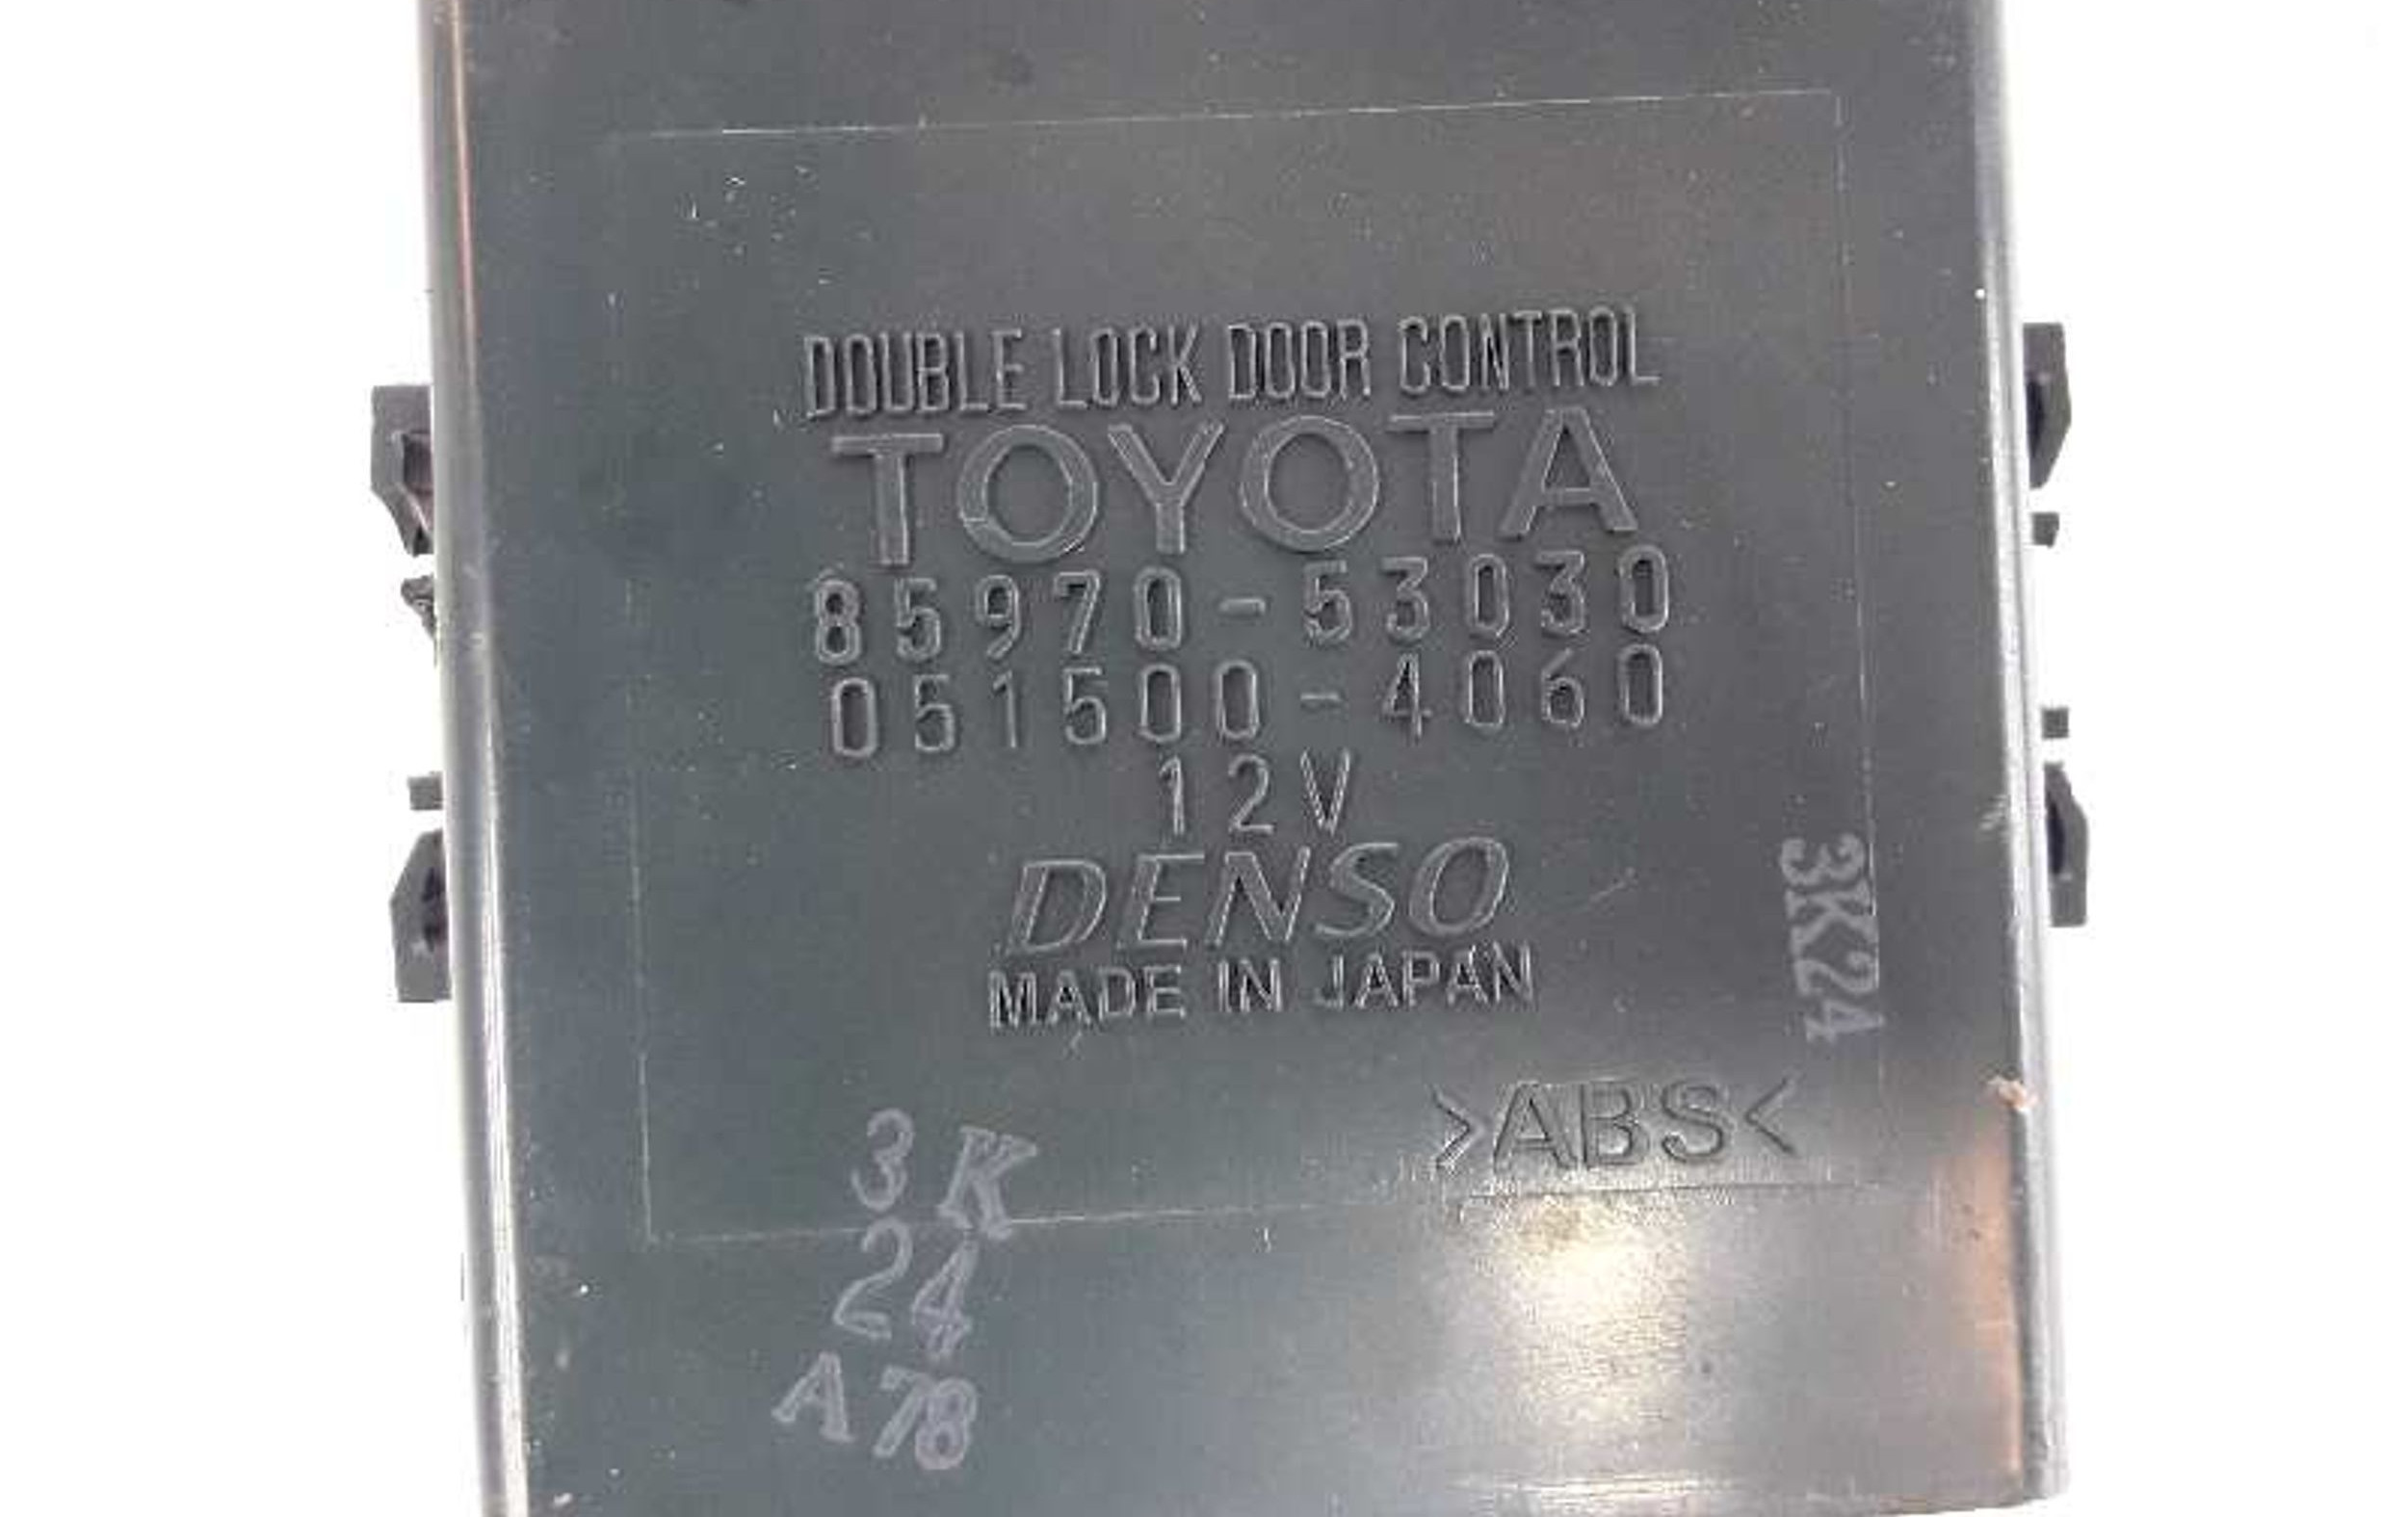 DOUBLE LOCK DOOR CONTROL
TOYOTA
85970-53030
051500-4060
12V
DENSO
MADE IN JAPAN
3K24
>ABS<
3K
24
A78